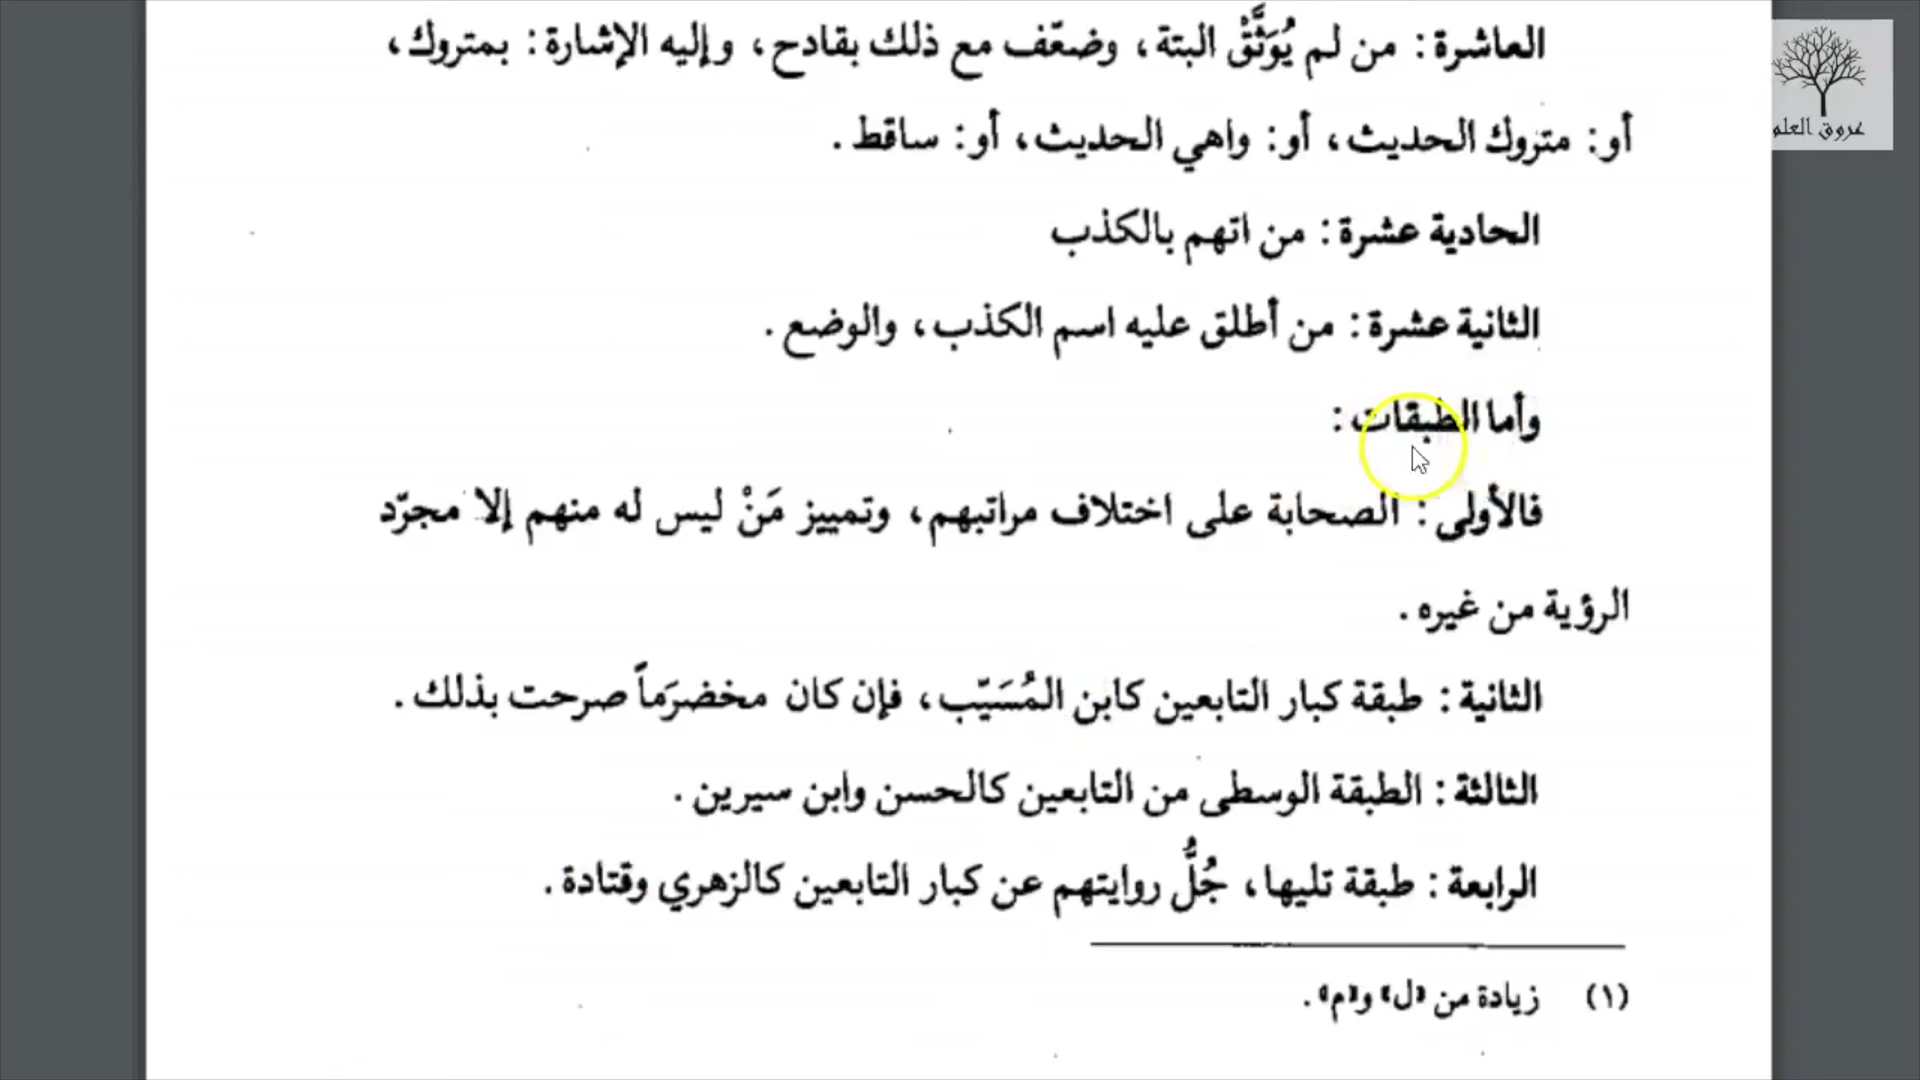 العاشرة: من لم يُوَثَّقْ البتة، وضعّف مع ذلك بقادح، وإليه الإشارة: بمتروك،
أو: متروك الحديث، أو: واهي الحديث، أو: ساقط.
الحادية عشرة: من اتهم بالكذب
الثانية عشرة: من أطلق عليه اسم الكذب، والوضع.
وأما الطبقات:
فالأولى: الصحابة على اختلاف مراتبهم، وتمييز مَنْ ليس له منهم إلا مجرّد
الرؤية من غيره.
الثانية: طبقة كبار التابعين كابن المُسَيّب، فإن كان مخضرَماً صرحت بذلك.
الثالثة: الطبقة الوسطى من التابعين كالحسن وابن سيرين.
الرابعة: طبقة تليها، جُلُّ روايتهم عن كبار التابعين كالزهري وقتادة.
(١) زيادة من «ل» و«م».
عروق العلم